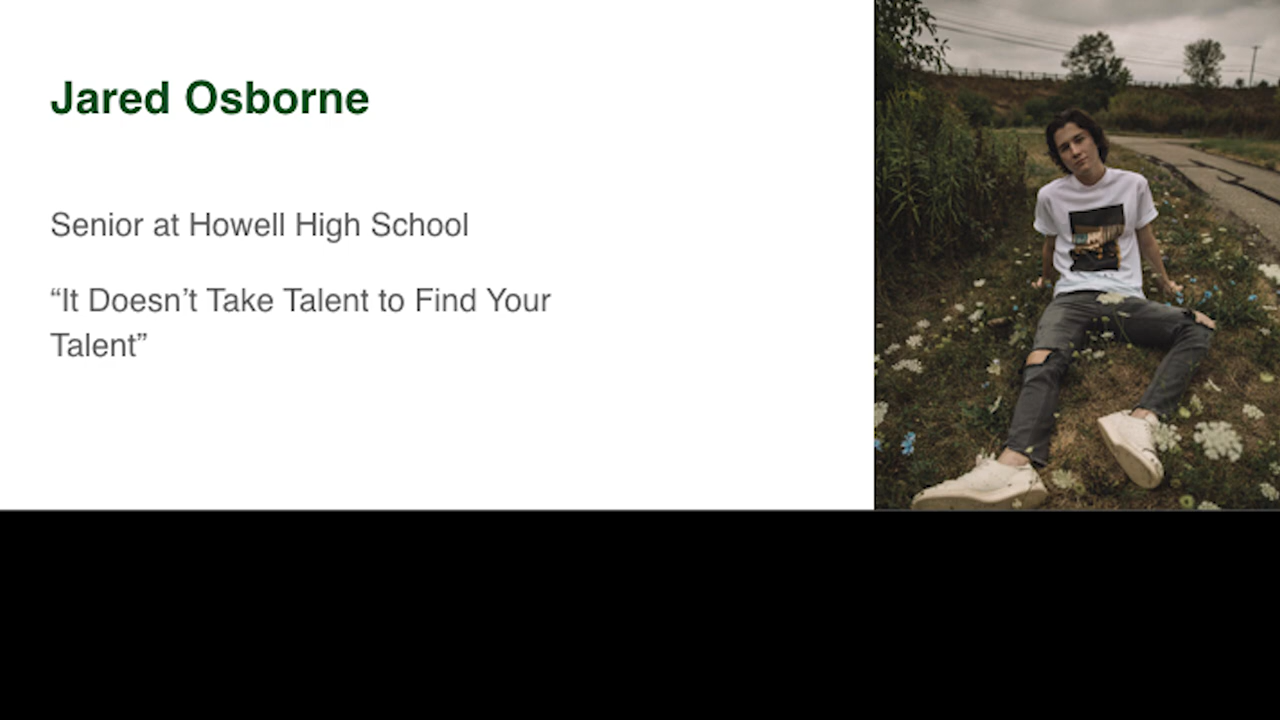 Jared Osborne
Senior at Howell High School
“It Doesn’t Take Talent to Find Your
Talent”